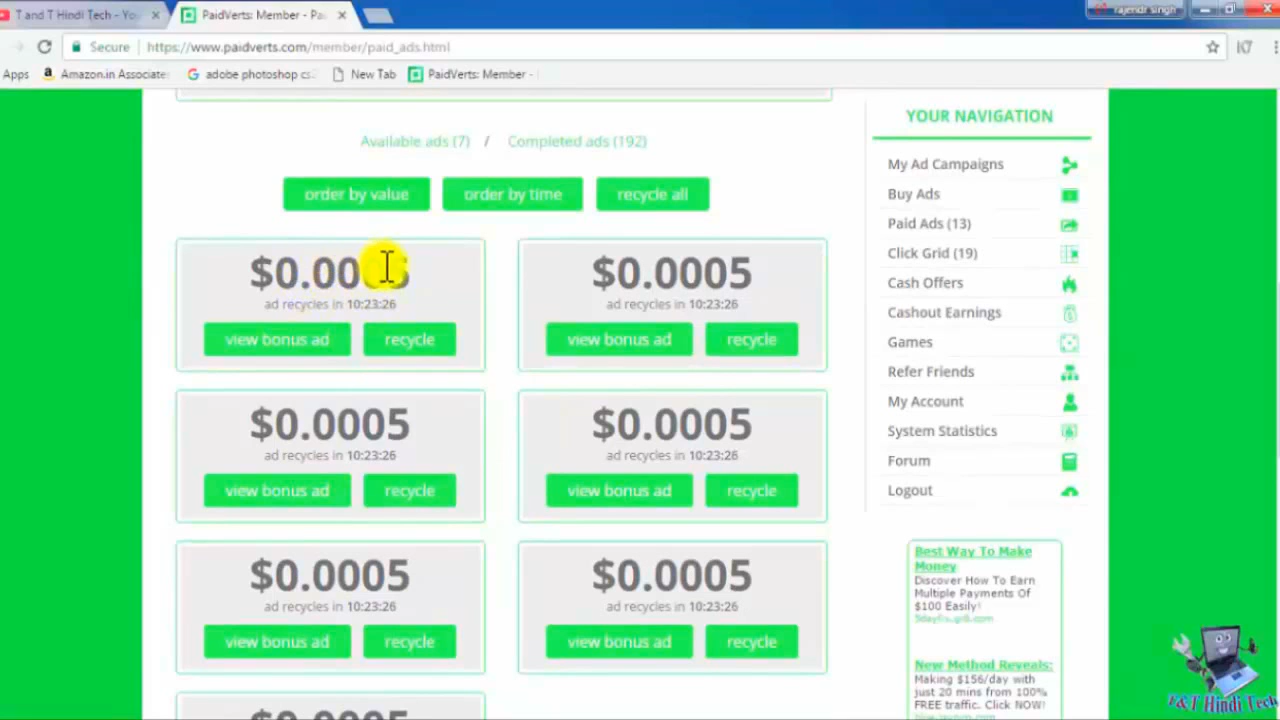 T and T Hindi Tech - You
PaidVerts: Member - Pa
rajendr singh
Secure
https://www.paidverts.com/member/paid_ads.html
Apps
Amazon.in Associate
adobe photoshop cs
New Tab
PaidVerts: Member -
Available ads (7) / Completed ads (192)
order by value
order by time
recycle all
$0.0005
ad recycles in 10:23:26
view bonus ad
recycle
$0.0005
ad recycles in 10:23:26
view bonus ad
recycle
$0.0005
ad recycles in 10:23:26
view bonus ad
recycle
$0.0005
ad recycles in 10:23:26
view bonus ad
recycle
$0.0005
ad recycles in 10:23:26
view bonus ad
recycle
$0.0005
ad recycles in 10:23:26
view bonus ad
recycle
$0.0005
YOUR NAVIGATION
My Ad Campaigns
Buy Ads
Paid Ads (13)
Click Grid (19)
Cash Offers
Cashout Earnings
Games
Refer Friends
My Account
System Statistics
Forum
Logout
Best Way To Make
Money
Discover How To Earn
Multiple Payments Of
$100 Easily!
New Method Reveals:
Making $156/day with
just 20 mins from 100%
FREE traffic. Click NOW!
T&T Hindi Tech